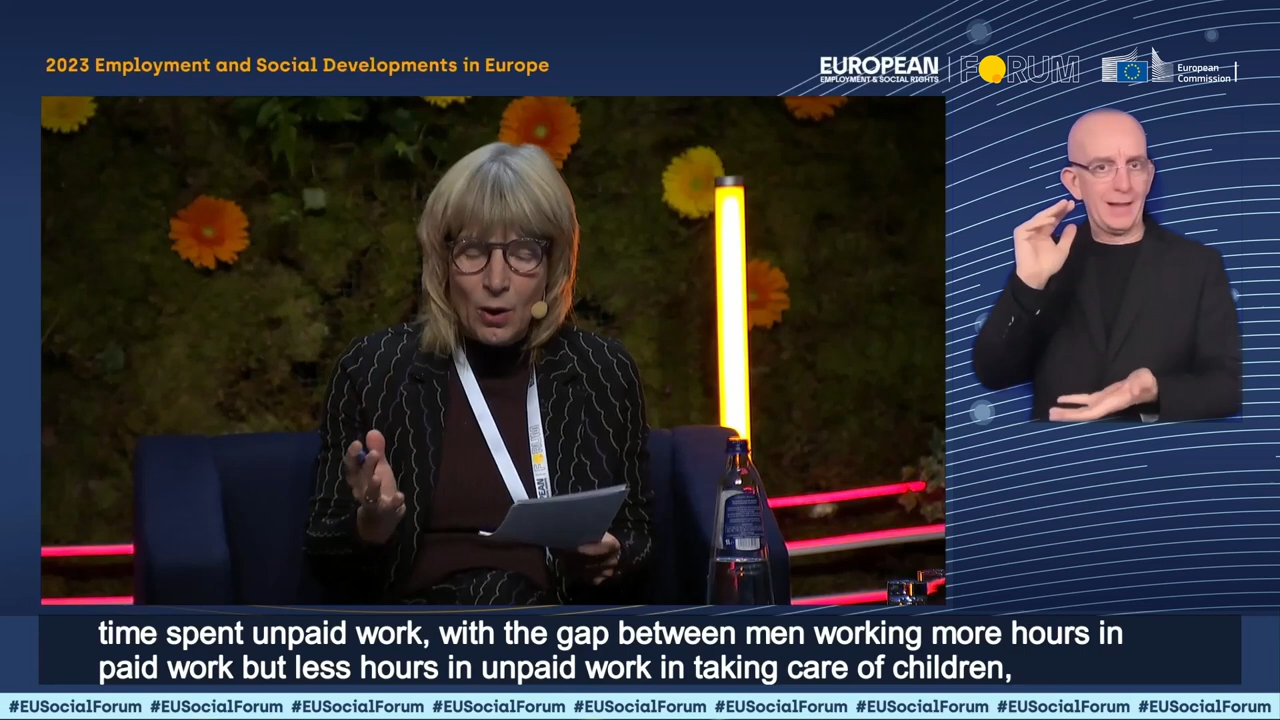 2023 Employment and Social Developments in Europe
EUROPEAN
EMPLOYMENT & SOCIAL RIGHTS
FORUM
European
Commission
time spent unpaid work, with the gap between men working more hours in
paid work but less hours in unpaid work in taking care of children,
#EUSocialForum #EUSocialForum #EUSocialForum #EUSocialForum #EUSocialForum #EUSocialForum #EUSocialForum #EUSocialForum #EUSocialForum